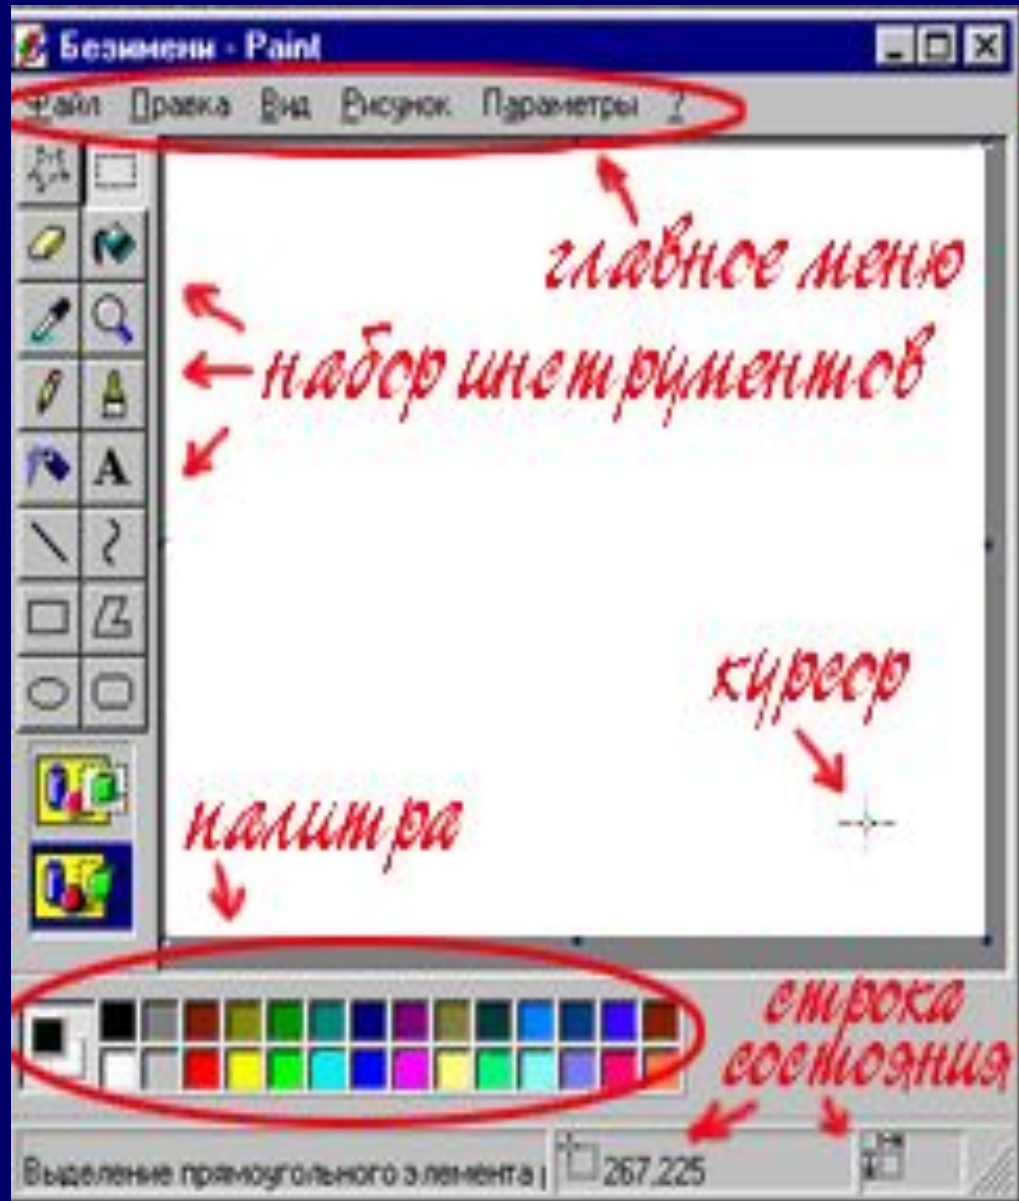 Безымени - Paint
Файл Правка Вид Рисунок Параметры ?
главное меню
набор инструментов
A
курсор
палитра
строка
состояния
Выделение прямоугольного элемента р
267,225